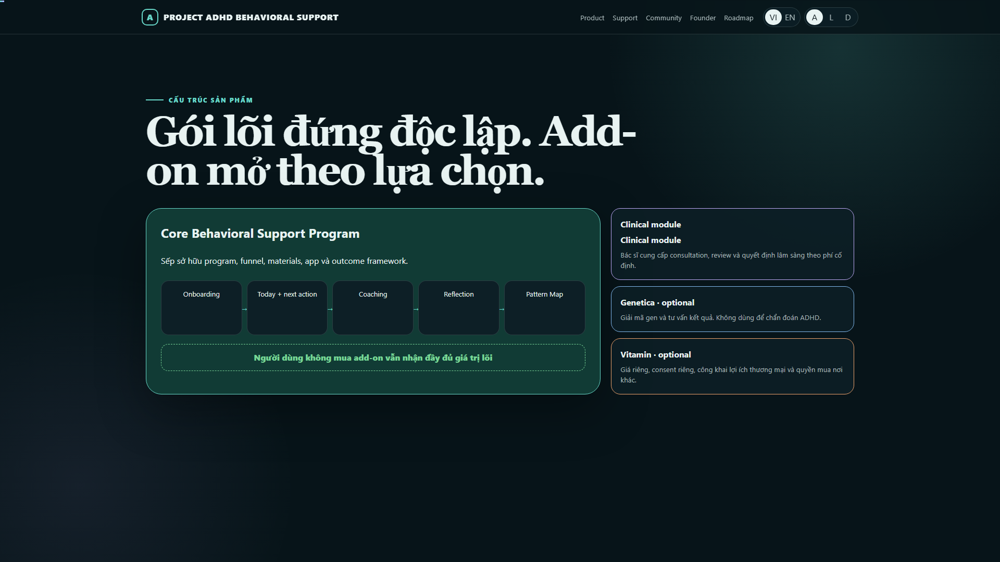 A PROJECT ADHD BEHAVIORAL SUPPORT
Product Support Community Founder Roadmap VI EN A L D
CẤU TRÚC SẢN PHẨM
Gói lõi đứng độc lập. Add-
on mở theo lựa chọn.
Core Behavioral Support Program
Sếp sở hữu program, funnel, materials, app và outcome framework.
Onboarding → Today + next action → Coaching → Reflection → Pattern Map
Người dùng không mua add-on vẫn nhận đầy đủ giá trị lõi
Clinical module
Clinical module
Bác sĩ cung cấp consultation, review và quyết định lâm sàng theo phí cố
định.
Genetica · optional
Giải mã gen và tư vấn kết quả. Không dùng để chẩn đoán ADHD.
Vitamin · optional
Giá riêng, consent riêng, công khai lợi ích thương mại và quyền mua nơi
khác.